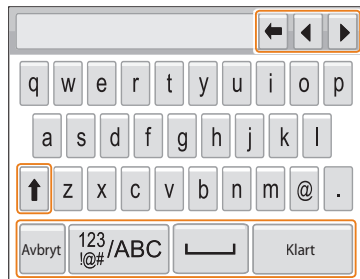 q w e r t y u i o p
a s d f g h j k l
z x c v b n m @ .
Avbryt 123!@#/ABC Klart